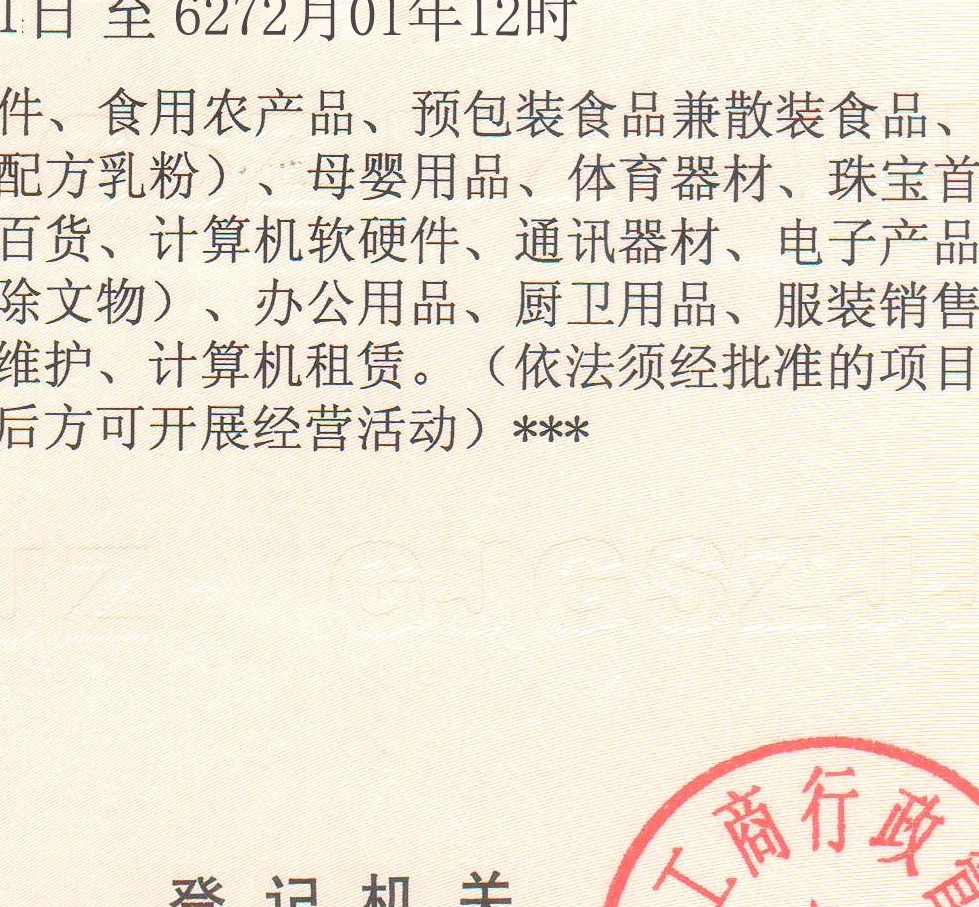 1日 至 6272月01年12时
件、食用农产品、预包装食品兼散装食品、
配方乳粉）、母婴用品、体育器材、珠宝首
百货、计算机软硬件、通讯器材、电子产品
除文物）、办公用品、厨卫用品、服装销售
维护、计算机租赁。（依法须经批准的项目
后方可开展经营活动）***
JZ GJGSZJ
工商行政管
登记机关